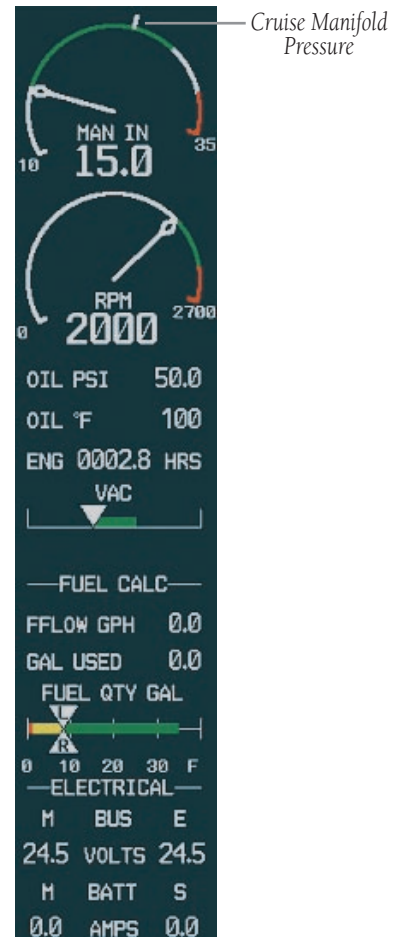 Cruise Manifold
Pressure
MAN IN
15.0
10
35
RPM
2000
0
2700
OIL PSI 50.0
OIL °F 100
ENG 0002.8 HRS
VAC
FUEL CALC
FFLOW GPH 0.0
GAL USED 0.0
FUEL QTY GAL
L
R
0 10 20 30 F
ELECTRICAL
M BUS E
24.5 VOLTS 24.5
M BATT S
0.0 AMPS 0.0